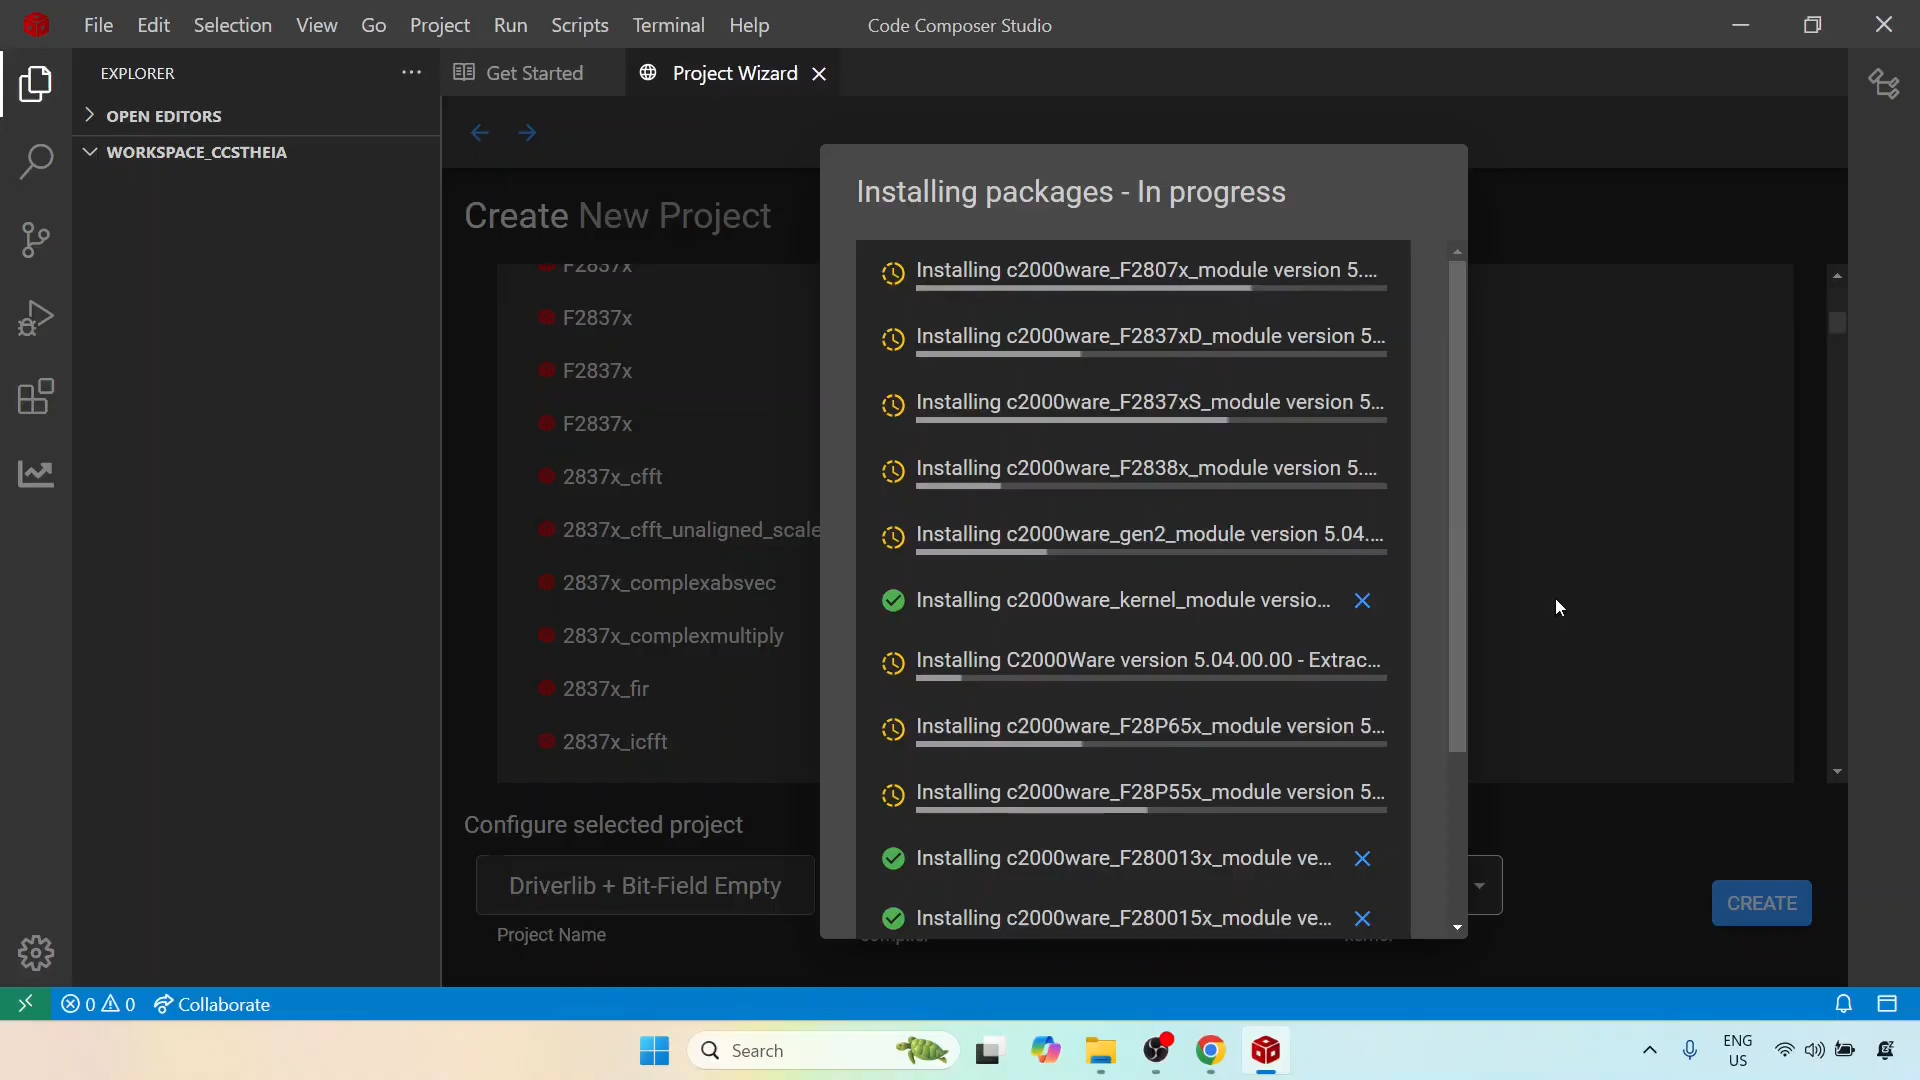 File Edit Selection View Go Project Run Scripts Terminal Help
Code Composer Studio
EXPLORER
OPEN EDITORS
WORKSPACE_CCSTHEIA
Get Started
Project Wizard
Create New Project
F2837x
F2837x
F2837x
F2837x
2837x_cfft
2837x_cfft_unaligned_scale
2837x_complexabsvec
2837x_complexmultiply
2837x_fir
2837x_icfft
Installing packages - In progress
Installing c2000ware_F2807x_module version 5....
Installing c2000ware_F2837xD_module version 5...
Installing c2000ware_F2837xS_module version 5...
Installing c2000ware_F2838x_module version 5....
Installing c2000ware_gen2_module version 5.04....
Installing c2000ware_kernel_module versio...
Installing C2000Ware version 5.04.00.00 - Extrac...
Installing c2000ware_F28P65x_module version 5...
Installing c2000ware_F28P55x_module version 5...
Installing c2000ware_F280013x_module ve...
Installing c2000ware_F280015x_module ve...
Configure selected project
Driverlib + Bit-Field Empty
Project Name
CREATE
0 0 Collaborate
Search
ENG
US